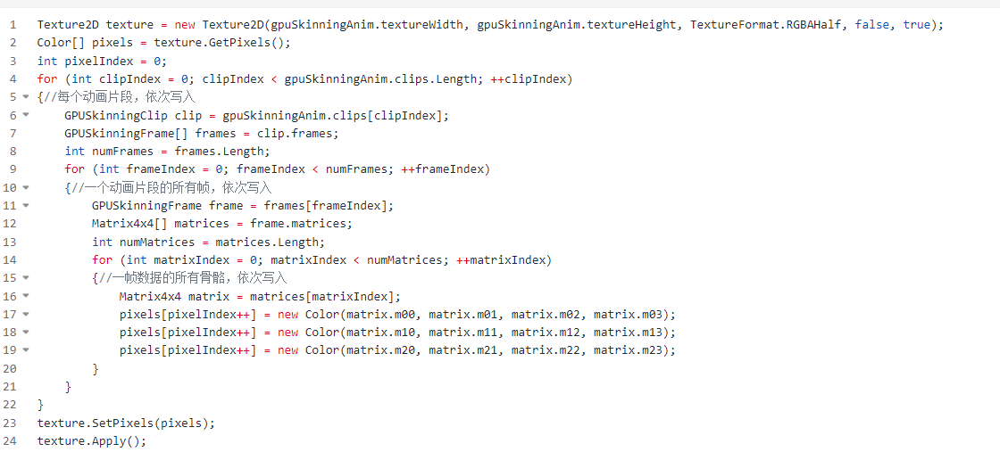 1 Texture2D texture = new Texture2D(gpuSkinningAnim.textureWidth, gpuSkinningAnim.textureHeight, TextureFormat.RGBAHalf, false, true);
2 Color[] pixels = texture.GetPixels();
3 int pixelIndex = 0;
4 for (int clipIndex = 0; clipIndex < gpuSkinningAnim.clips.Length; ++clipIndex)
5 {//每个动画片段，依次写入
6     GPUSkinningClip clip = gpuSkinningAnim.clips[clipIndex];
7     GPUSkinningFrame[] frames = clip.frames;
8     int numFrames = frames.Length;
9     for (int frameIndex = 0; frameIndex < numFrames; ++frameIndex)
10     {//一个动画片段的所有帧，依次写入
11         GPUSkinningFrame frame = frames[frameIndex];
12         Matrix4x4[] matrices = frame.matrices;
13         int numMatrices = matrices.Length;
14         for (int matrixIndex = 0; matrixIndex < numMatrices; ++matrixIndex)
15         {//一帧数据的所有骨骼，依次写入
16             Matrix4x4 matrix = matrices[matrixIndex];
17             pixels[pixelIndex++] = new Color(matrix.m00, matrix.m01, matrix.m02, matrix.m03);
18             pixels[pixelIndex++] = new Color(matrix.m10, matrix.m11, matrix.m12, matrix.m13);
19             pixels[pixelIndex++] = new Color(matrix.m20, matrix.m21, matrix.m22, matrix.m23);
20         }
21     }
22 }
23 texture.SetPixels(pixels);
24 texture.Apply();